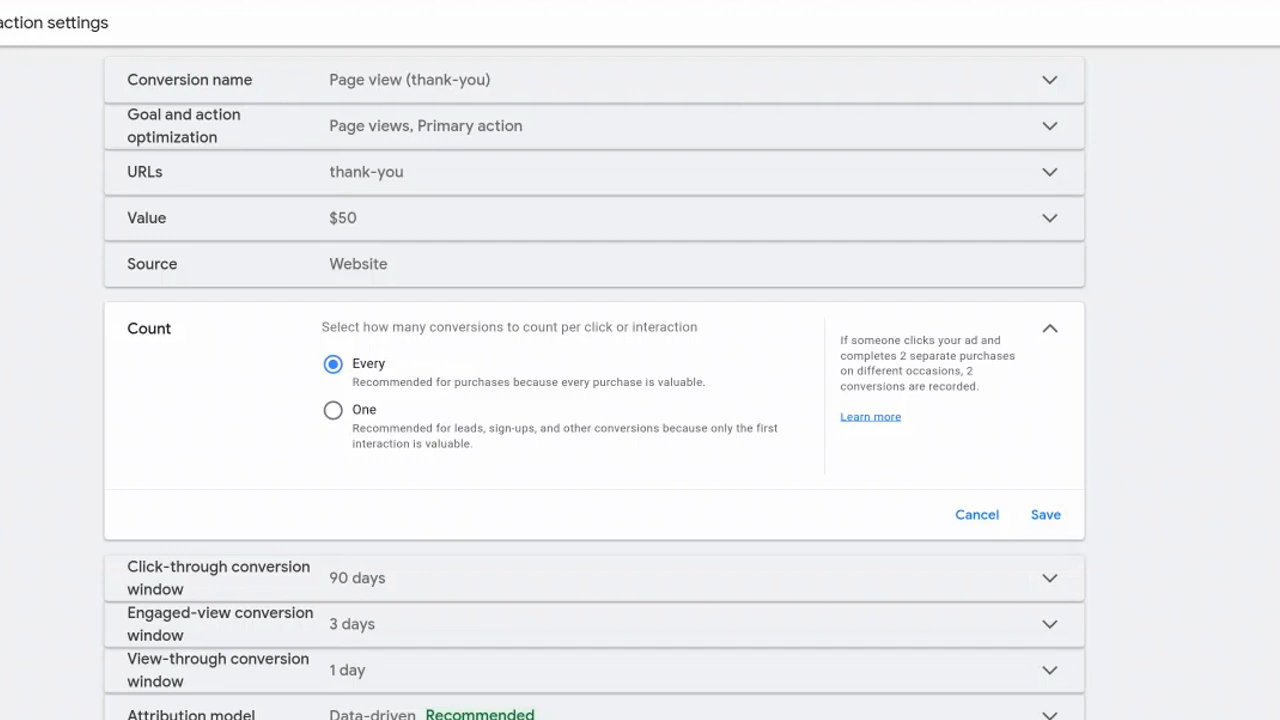 action settings
Conversion name
Page view (thank-you)
Goal and action
optimization
Page views, Primary action
URLs
thank-you
Value
$50
Source
Website
Count
Select how many conversions to count per click or interaction
Every
Recommended for purchases because every purchase is valuable.
One
Recommended for leads, sign-ups, and other conversions because only the first
interaction is valuable.
If someone clicks your ad and
completes 2 separate purchases
on different occasions, 2
conversions are recorded.
Learn more
Cancel
Save
Click-through conversion
window
90 days
Engaged-view conversion
window
3 days
View-through conversion
window
1 day
Attribution model
Data-driven Recommended